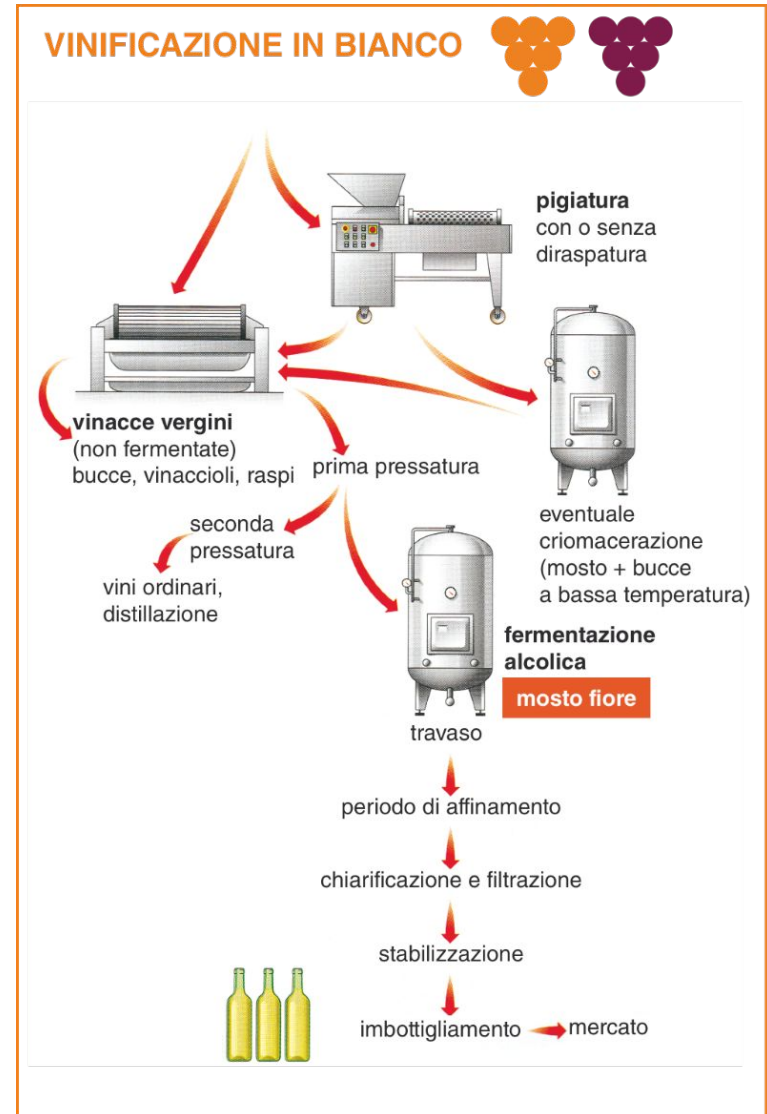 VINIFICAZIONE IN BIANCO
pigiatura
con o senza
diraspatura
vinacce vergini
(non fermentate)
bucce, vinaccioli, raspi
prima pressatura
eventuale
criomacerazione
(mosto + bucce
a bassa temperatura)
seconda
pressatura
vini ordinari,
distillazione
fermentazione
alcolica
mosto fiore
travaso
periodo di affinamento
chiarificazione e filtrazione
stabilizzazione
imbottigliamento
mercato